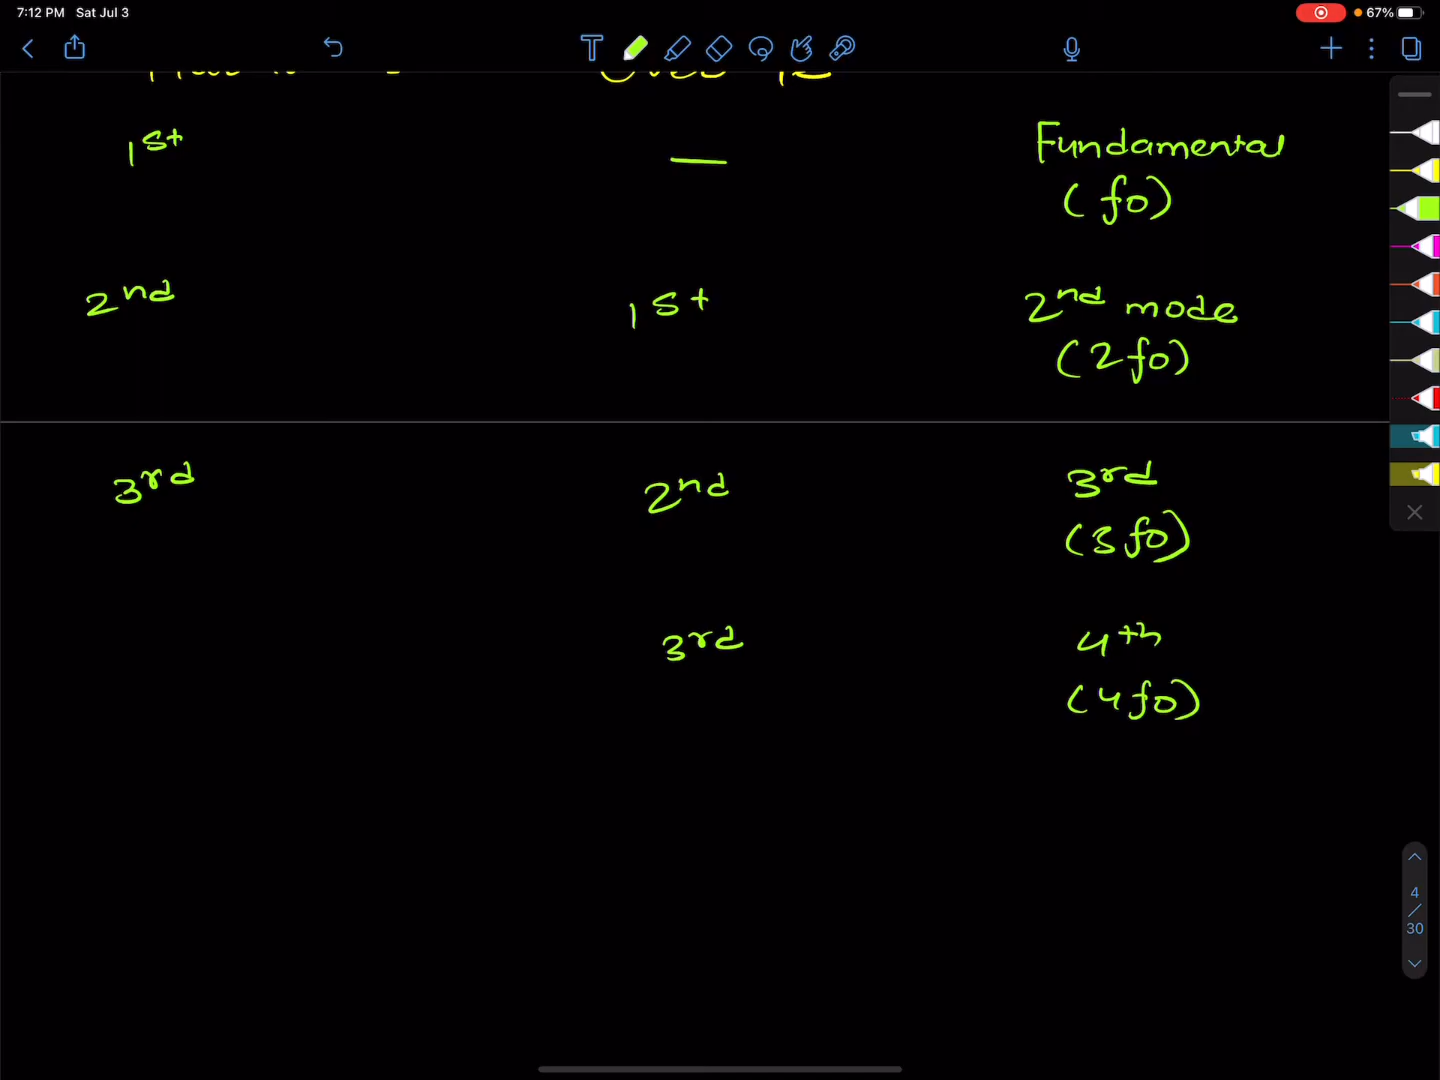 7:12 PM Sat Jul 3
67%
1st — Fundamental
(fo)
2nd 1st 2nd mode
(2fo)
3rd 2nd 3rd
(3fo)
3rd 4th
(4fo)
4
/
30